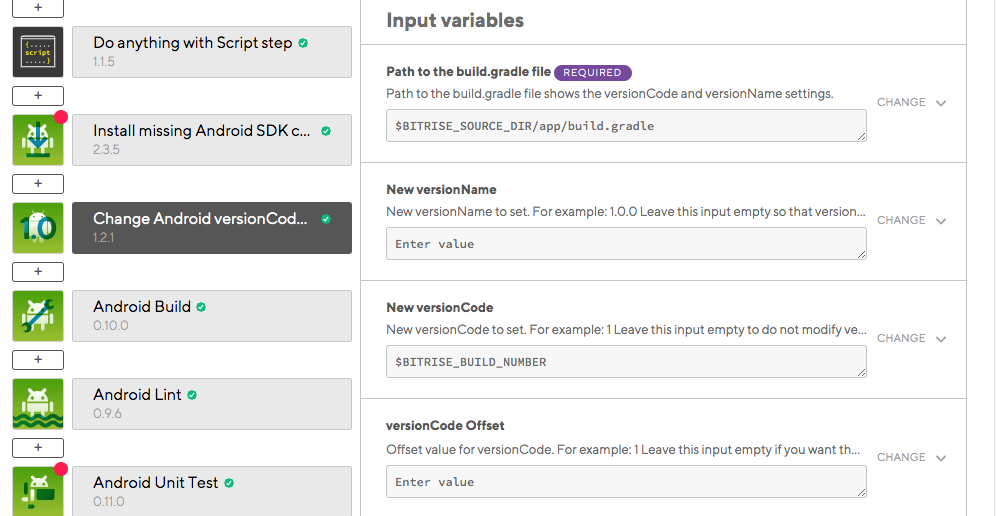 +
{.....
script
.....}
Do anything with Script step
1.1.5
+
Install missing Android SDK c...
2.3.5
+
1.0
Change Android versionCod...
1.2.1
+
Android Build
0.10.0
+
Android Lint
0.9.6
+
Android Unit Test
0.11.0
Input variables
Path to the build.gradle file REQUIRED
Path to the build.gradle file shows the versionCode and versionName settings.
CHANGE
$BITRISE_SOURCE_DIR/app/build.gradle
New versionName
New versionName to set. For example: 1.0.0 Leave this input empty so that version...
CHANGE
Enter value
New versionCode
New versionCode to set. For example: 1 Leave this input empty to do not modify ve...
CHANGE
$BITRISE_BUILD_NUMBER
versionCode Offset
Offset value for versionCode. For example: 1 Leave this input empty if you want th...
CHANGE
Enter value